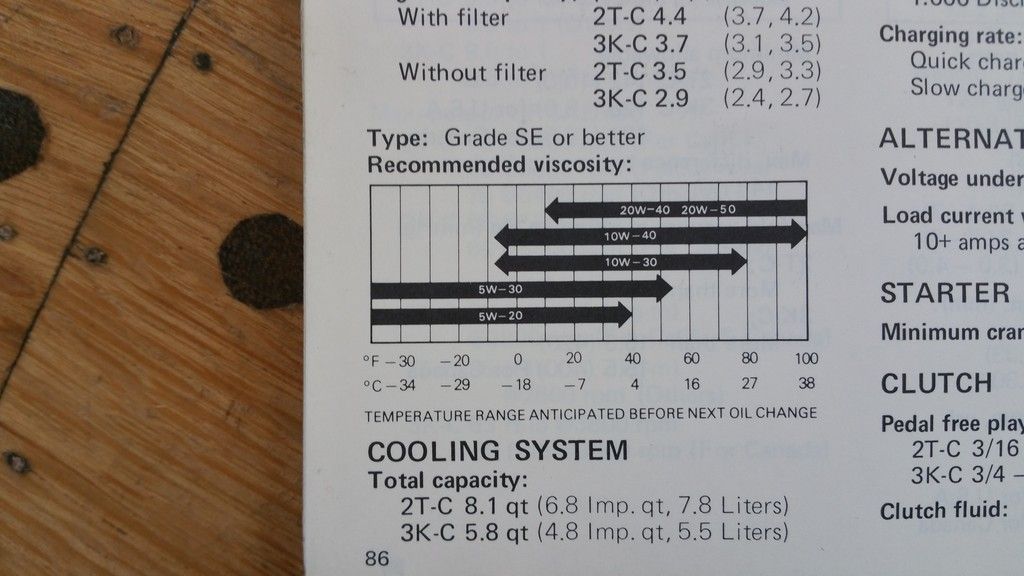 With filter 2T-C 4.4 (3.7, 4.2)
3K-C 3.7 (3.1, 3.5)
Without filter 2T-C 3.5 (2.9, 3.3)
3K-C 2.9 (2.4, 2.7)
Type: Grade SE or better
Recommended viscosity:
20W-40 20W-50
10W-40
10W-30
5W-30
5W-20
°F -30 -20 0 20 40 60 80 100
°C -34 -29 -18 -7 4 16 27 38
TEMPERATURE RANGE ANTICIPATED BEFORE NEXT OIL CHANGE
COOLING SYSTEM
Total capacity:
2T-C 8.1 qt (6.8 Imp. qt, 7.8 Liters)
3K-C 5.8 qt (4.8 Imp. qt, 5.5 Liters)
86
Charging rate:
Quick
Slow
Voltage under
Load current
10+ amps
STARTER
Minimum
CLUTCH
Pedal free
2T-C 3/16
3K-C 3/4 –
Clutch fluid: